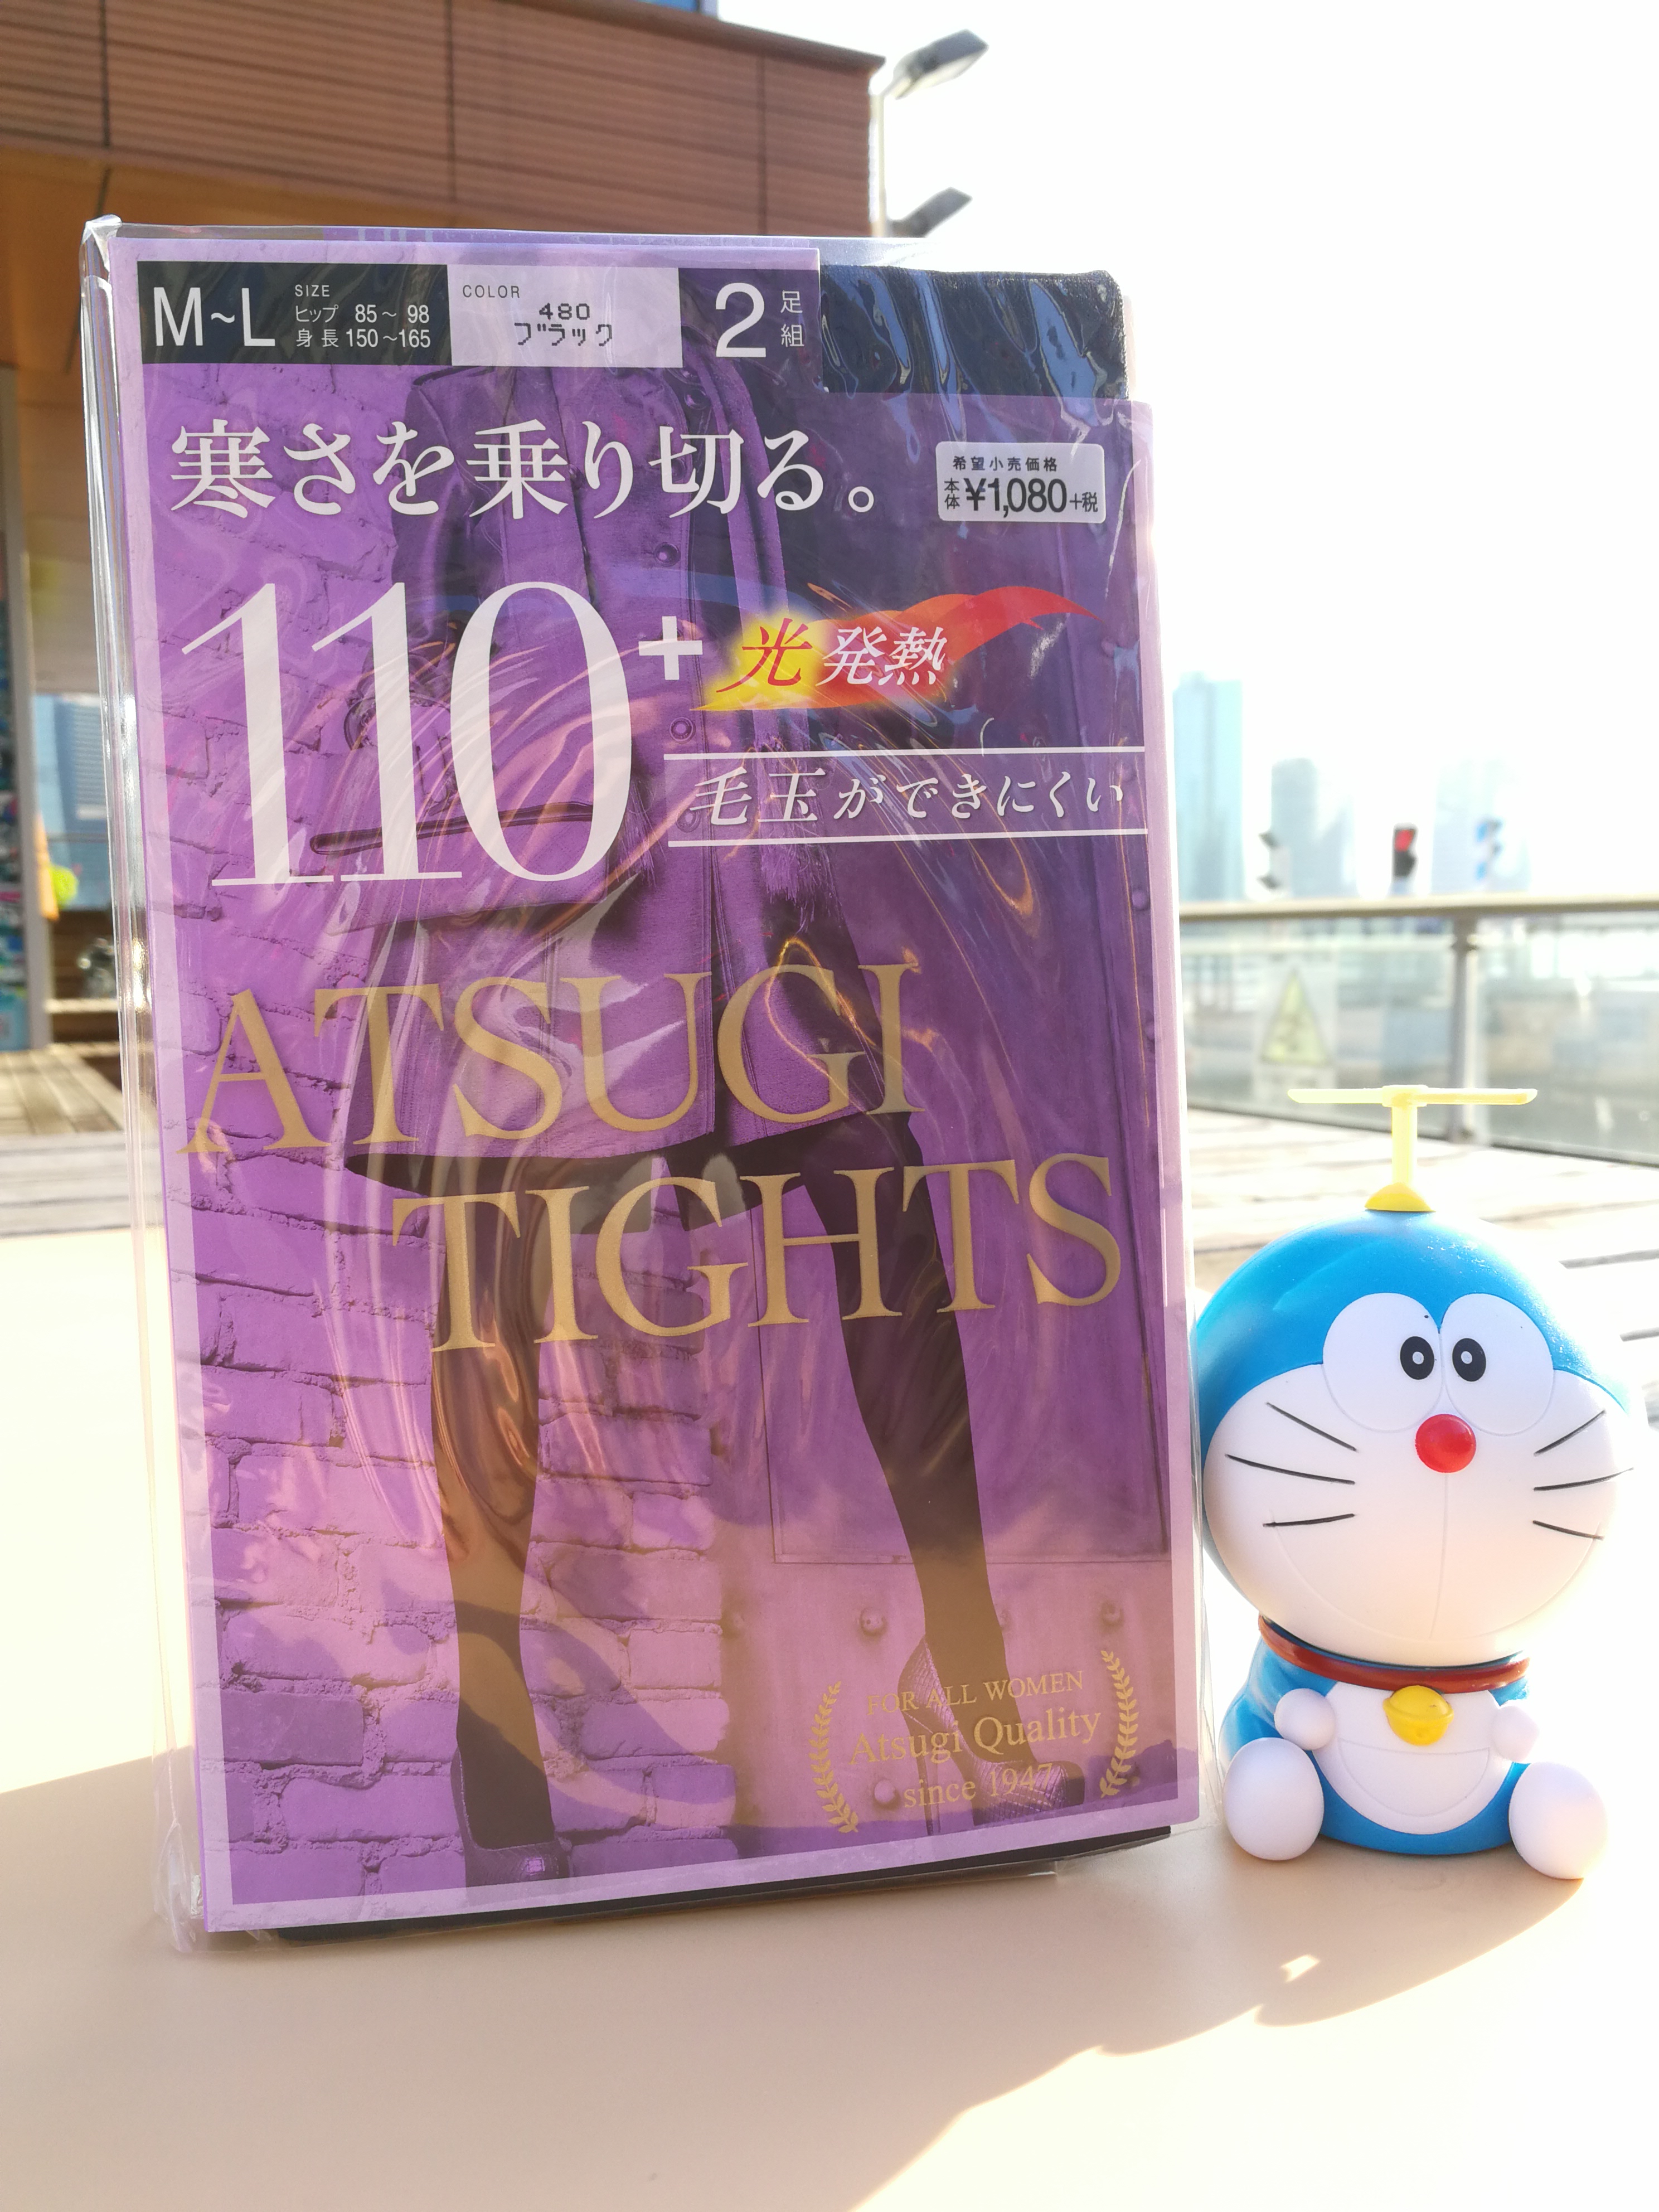 M~L
SIZE
ヒップ 85～98
身長 150～165
COLOR
480
ブラック
2足組
寒さを乗り切る。
希望小売価格
本体¥1,080+税
110+ 光発熱
毛玉ができにくい
ATSUGI
TIGHTS
FOR ALL WOMEN
Atsugi Quality
since 1947